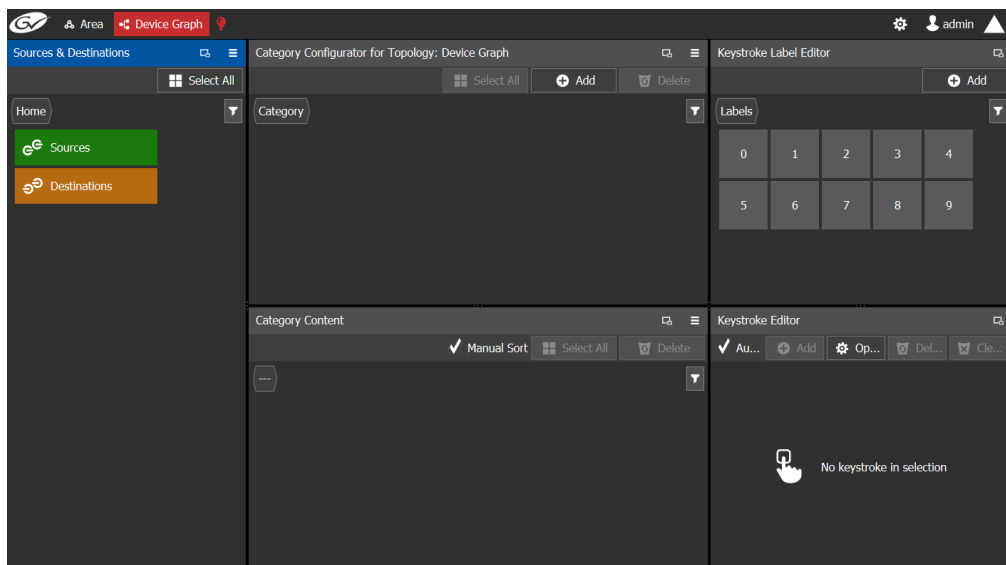 GV Area Device Graph admin
Sources & Destinations
Select All
Home
Sources
Destinations
Category Configurator for Topology: Device Graph
Select All Add Delete
Category
Category Content
Manual Sort Select All Delete
---
Keystroke Label Editor
Add
Labels
0 1 2 3 4
5 6 7 8 9
Keystroke Editor
Au... Add Op... Del... Cle...
No keystroke in selection